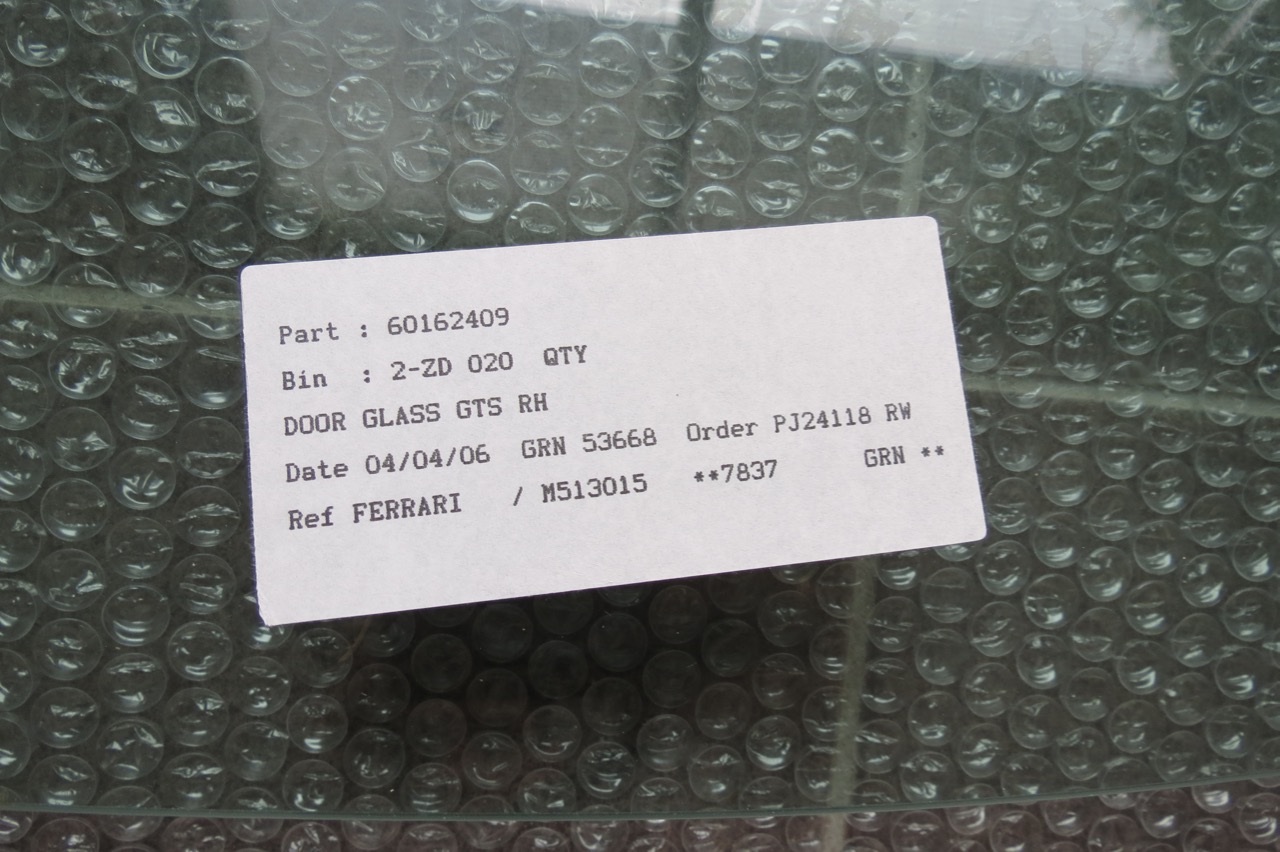 Part : 60162409
Bin : 2-ZD 020 QTY
DOOR GLASS GTS RH
Date 04/04/06 GRN 53668 Order PJ24118 RW
Ref FERRARI / M513015 **7837 GRN **